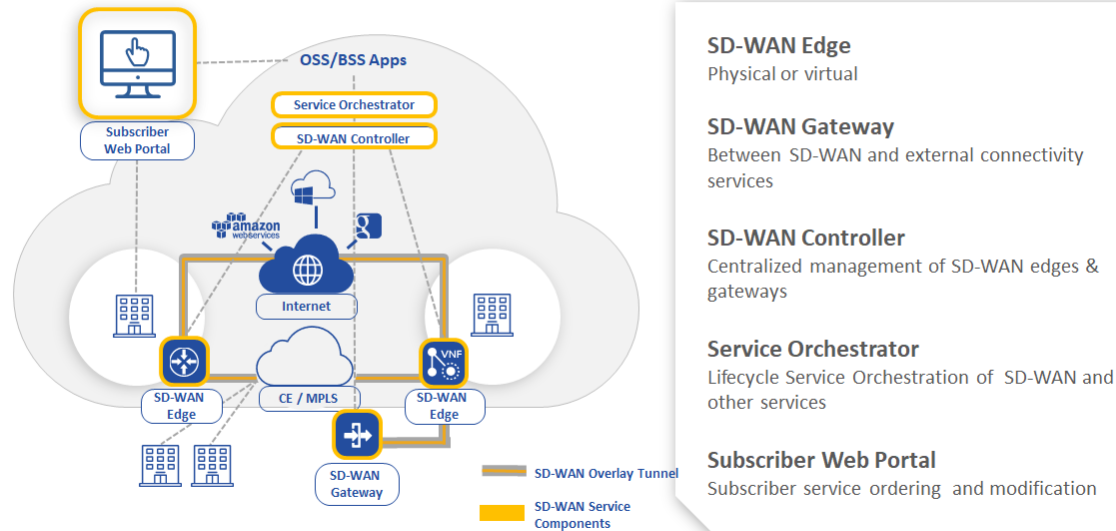 OSS/BSS Apps
Service Orchestrator
SD-WAN Controller
Subscriber
Web Portal
amazon
webservices
g
Internet
VNF
SD-WAN
Edge
CE / MPLS
SD-WAN
Edge
SD-WAN
Gateway
SD-WAN Overlay Tunnel
SD-WAN Service
Components
SD-WAN Edge
Physical or virtual
SD-WAN Gateway
Between SD-WAN and external connectivity
services
SD-WAN Controller
Centralized management of SD-WAN edges &
gateways
Service Orchestrator
Lifecycle Service Orchestration of SD-WAN and
other services
Subscriber Web Portal
Subscriber service ordering and modification